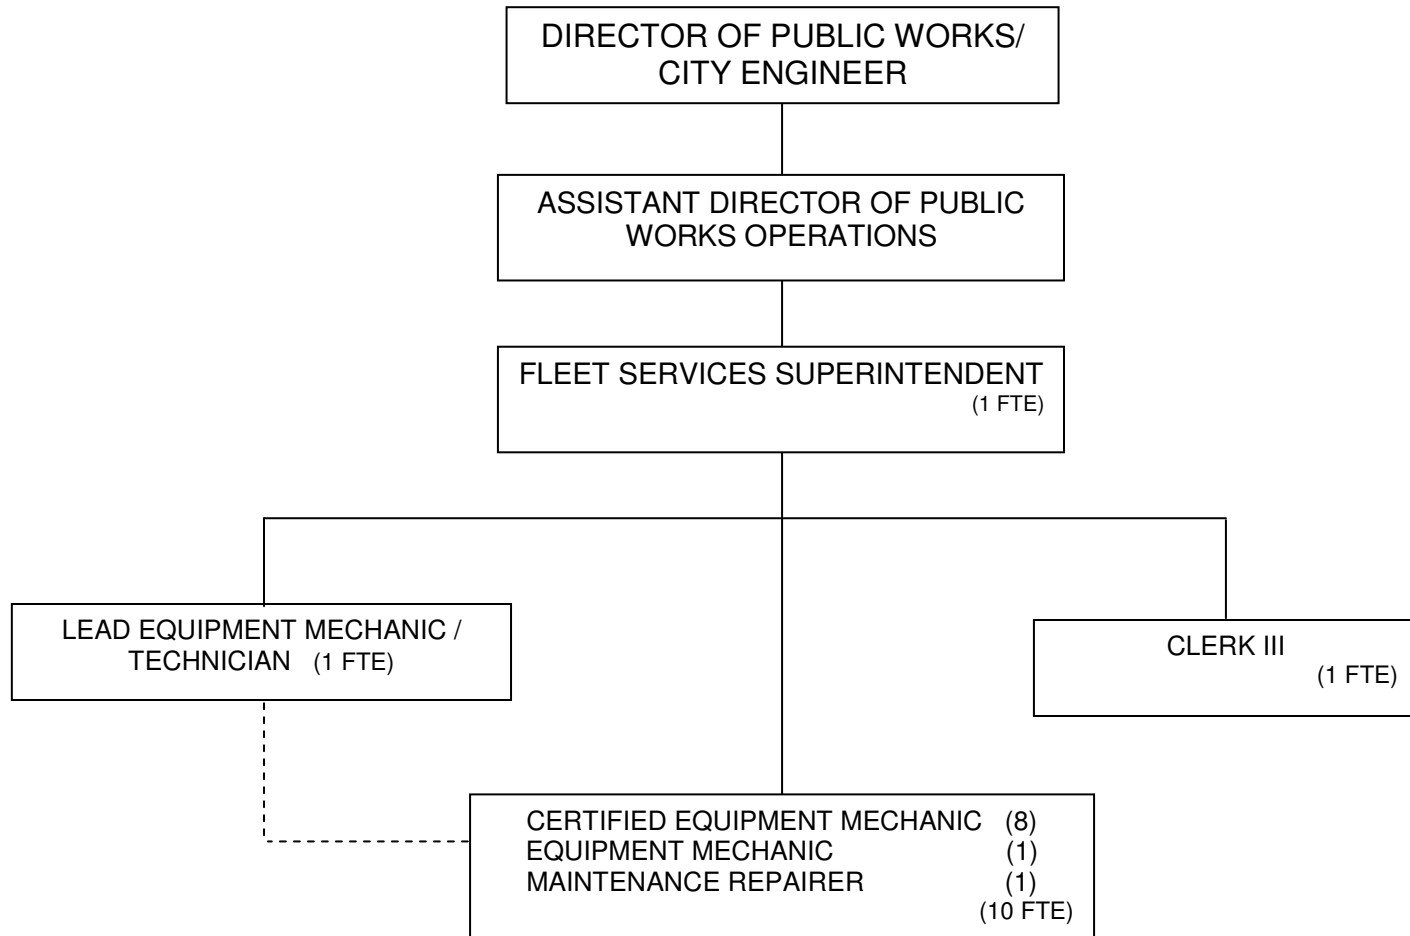 DIRECTOR OF PUBLIC WORKS/
CITY ENGINEER
ASSISTANT DIRECTOR OF PUBLIC
WORKS OPERATIONS
FLEET SERVICES SUPERINTENDENT
(1 FTE)
LEAD EQUIPMENT MECHANIC /
TECHNICIAN (1 FTE)
CLERK III
(1 FTE)
CERTIFIED EQUIPMENT MECHANIC (8)
EQUIPMENT MECHANIC (1)
MAINTENANCE REPAIRER (1)
(10 FTE)